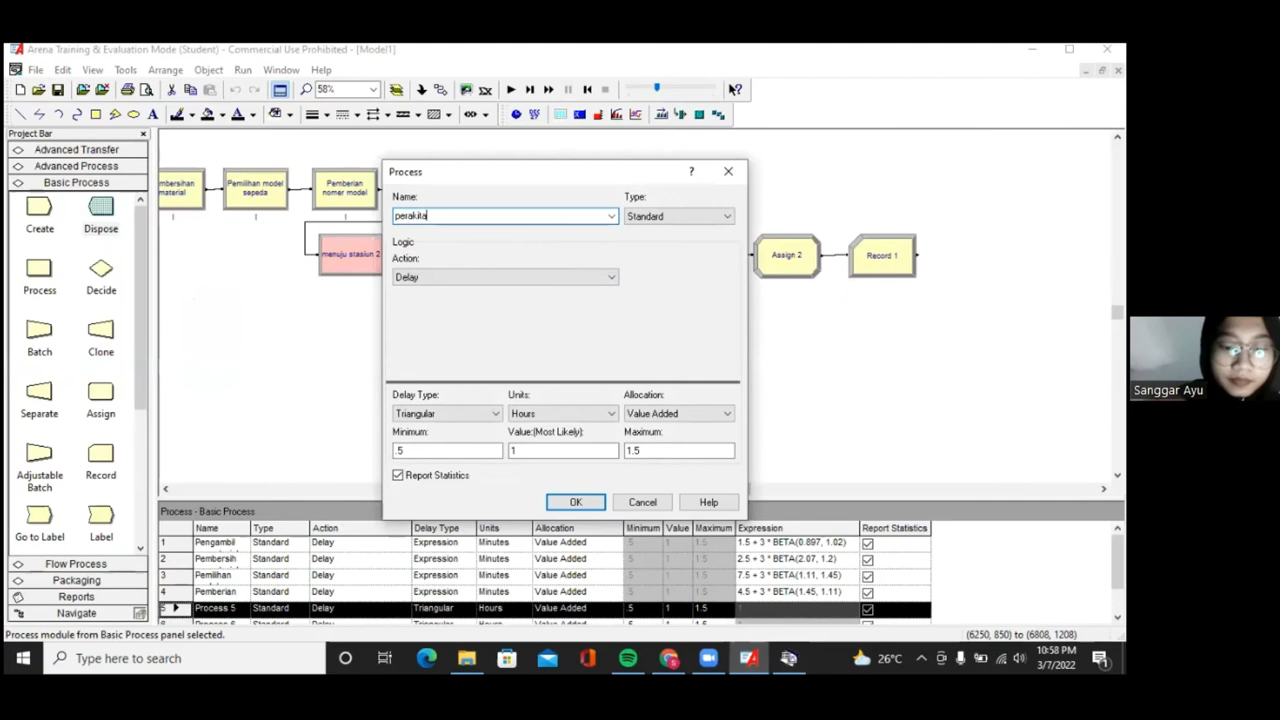 Arena Training & Evaluation Mode (Student) - Commercial Use Prohibited - [Model1]
File Edit View Tools Arrange Object Run Window Help
58%
Project Bar
Advanced Transfer
Advanced Process
Basic Process
Create Dispose
Process Decide
Batch Clone
Separate Assign
Adjustable Batch Record
Go to Label Label
Flow Process
Packaging
Reports
Navigate
mbersihan material
Pemilihan model sepeda
Pemberian nomer model
menuju stasiun 2
Assign 2
Record 1
Process
Name: Type:
perakita Standard
Logic
Action:
Delay
Delay Type: Units: Allocation:
Triangular Hours Value Added
Minimum: Value:(Most Likely): Maximum:
.5 1 1.5
Report Statistics
OK Cancel Help
Sanggar Ayu
Process - Basic Process
Name Type Action Delay Type Units Allocation Minimum Value Maximum Expression Report Statistics
1 Pengambil Standard Delay Expression Minutes Value Added .5 1 1.5 1.5 + 3 * BETA(0.897, 1.02)
2 Pembersih Standard Delay Expression Minutes Value Added .5 1 1.5 2.5 + 3 * BETA(2.07, 1.2)
3 Pemilihan Standard Delay Expression Minutes Value Added .5 1 1.5 7.5 + 3 * BETA(1.11, 1.45)
4 Pemberian Standard Delay Expression Minutes Value Added .5 1 1.5 4.5 + 3 * BETA(1.45, 1.11)
5 Process 5 Standard Delay Triangular Hours Value Added .5 1 1.5 1
Process module from Basic Process panel selected.
(6250, 850) to (6808, 1208)
Type here to search
26°C
10:58 PM
3/7/2022
1